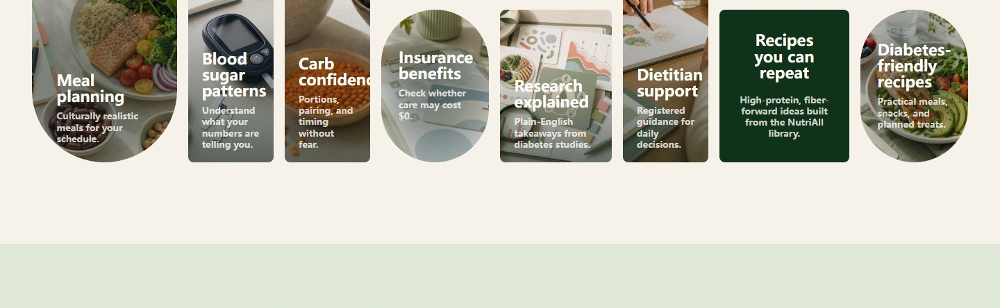 Meal
planning
Culturally realistic
meals for your
schedule.
Blood
sugar
patterns
Understand
what your
numbers are
telling you.
Carb
confidenc
Portions,
pairing, and
timing
without
fear.
Insurance
benefits
Check whether
care may cost
$0.
Research
explained
Plain-English
takeaways from
diabetes studies.
Dietitian
support
Registered
guidance for
daily
decisions.
Recipes
you can
repeat
High-protein, fiber-
forward ideas built
from the NutriAll
library.
Diabetes-
friendly
recipes
Practical meals,
snacks, and
planned treats.